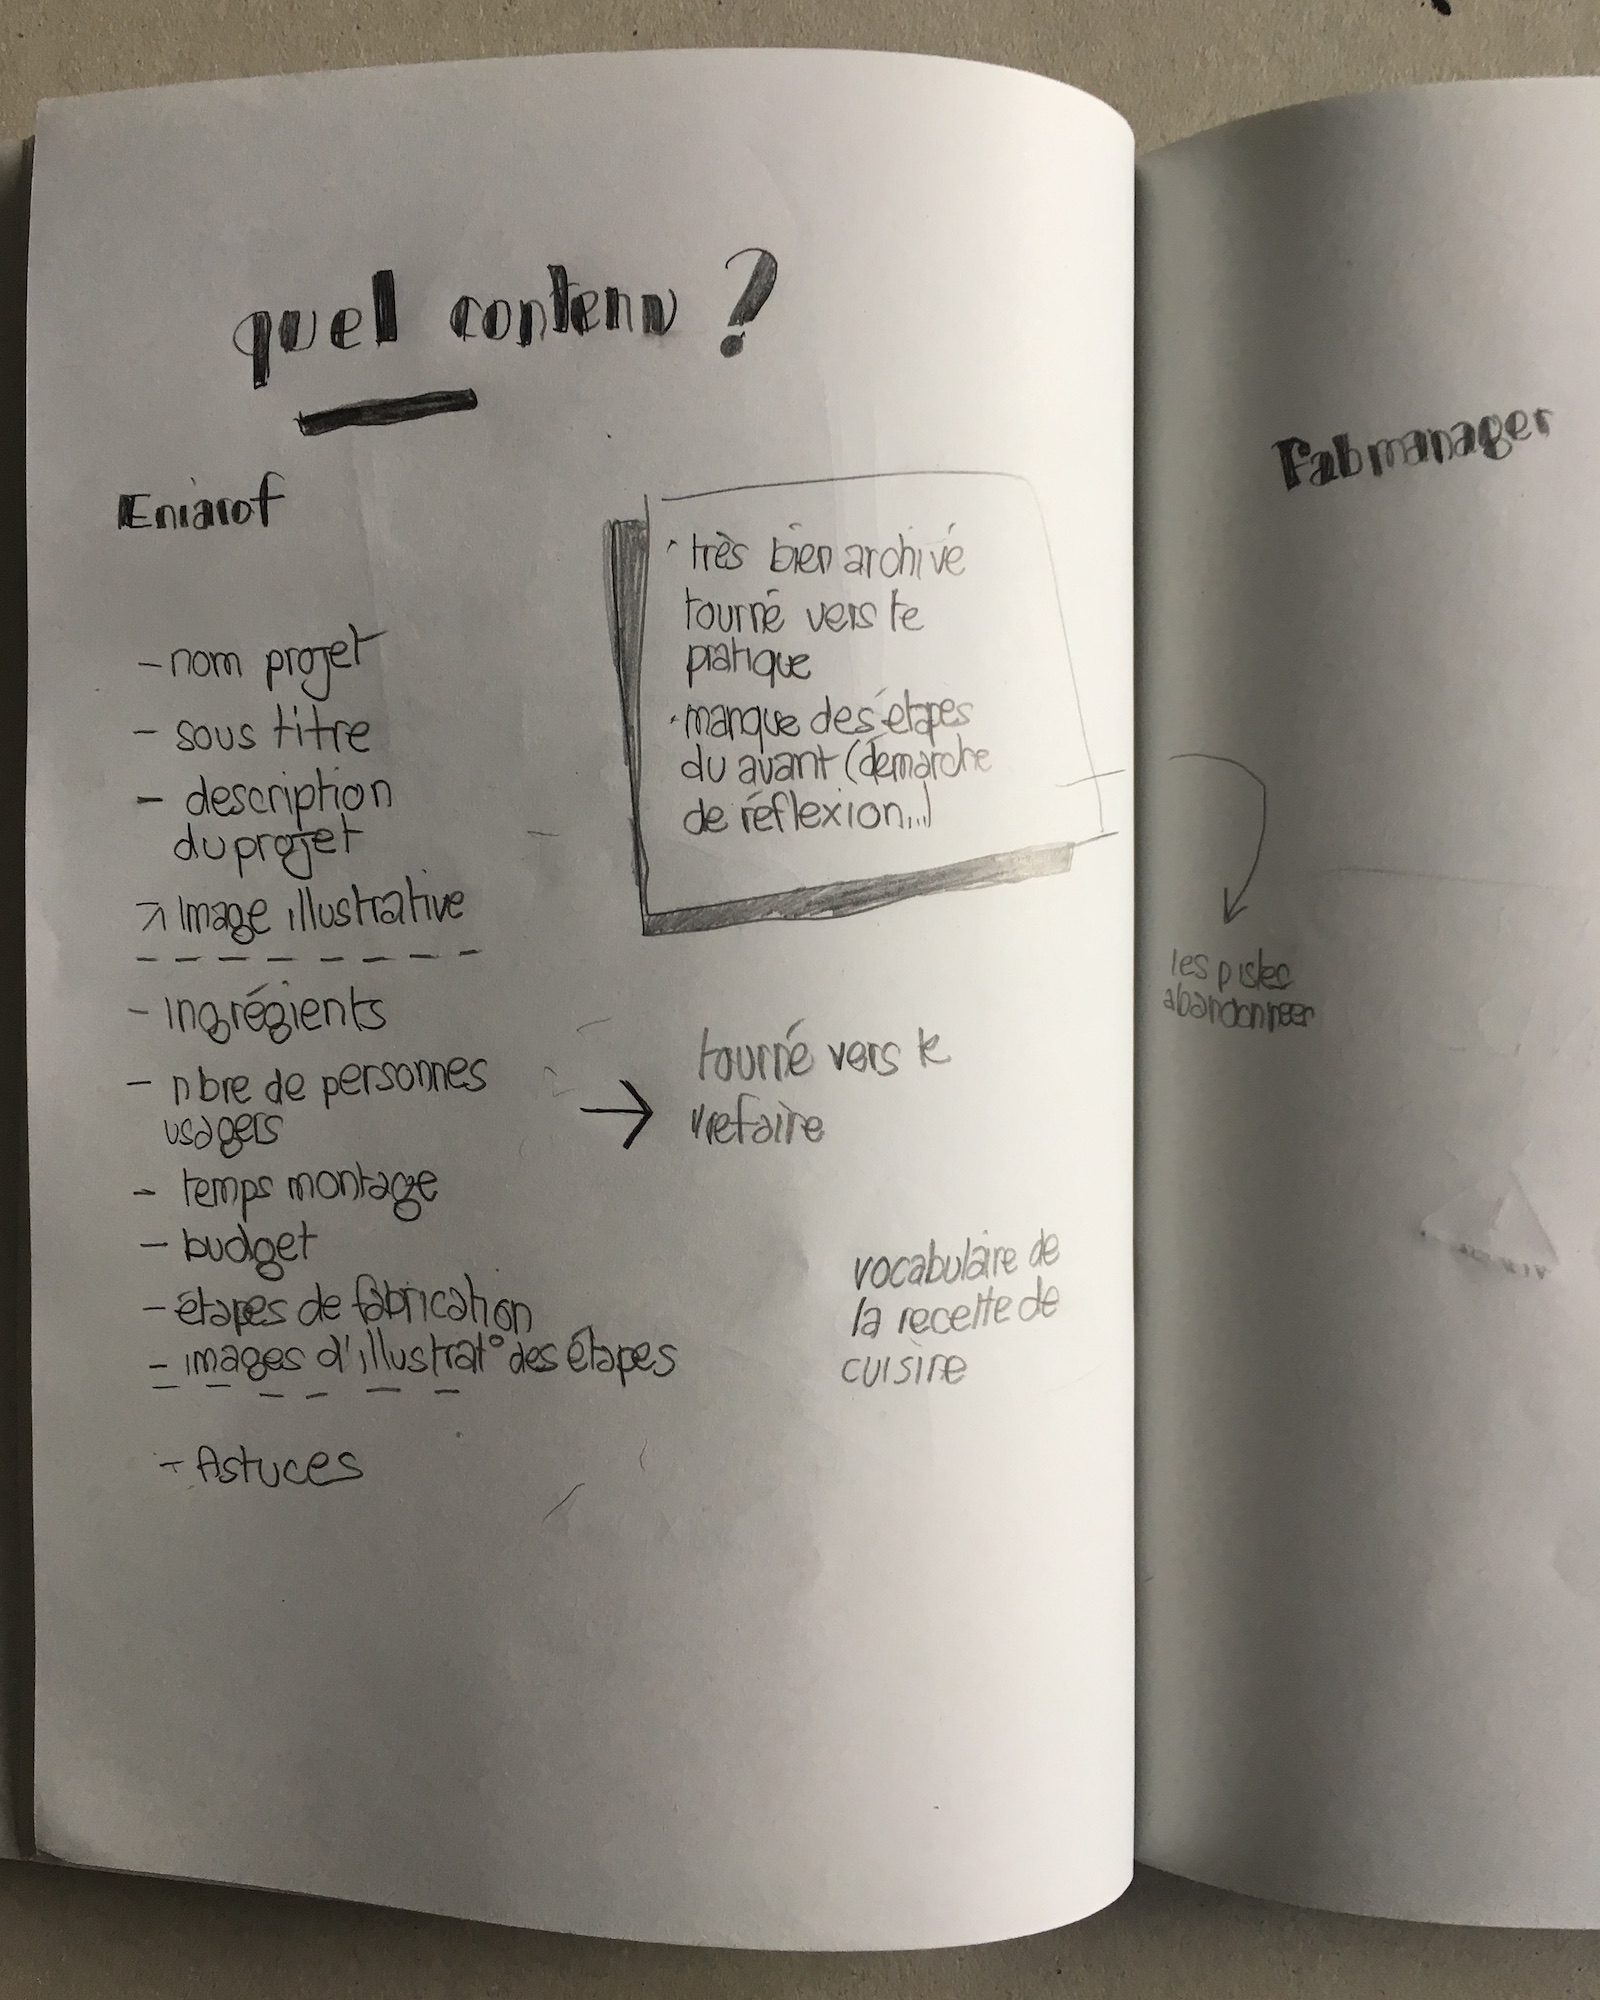 quel contenu ?
Eniarof
- nom projet
- sous titre
- description
du projet
↗ Image illustrative
- ingrégients
- nbre de personnes
usagers
- temps montage
- budget
- étapes de fabrication
- images d'illustrat° des étapes
- Astuces
· très bien archivé
tourné vers le
pratique
· manque des étapes
du avant (démarche
de réflexion...)
→ tourné vers le
refaire
vocabulaire de
la recette de
cuisine
Fabmanager
les pistes
abandonneer